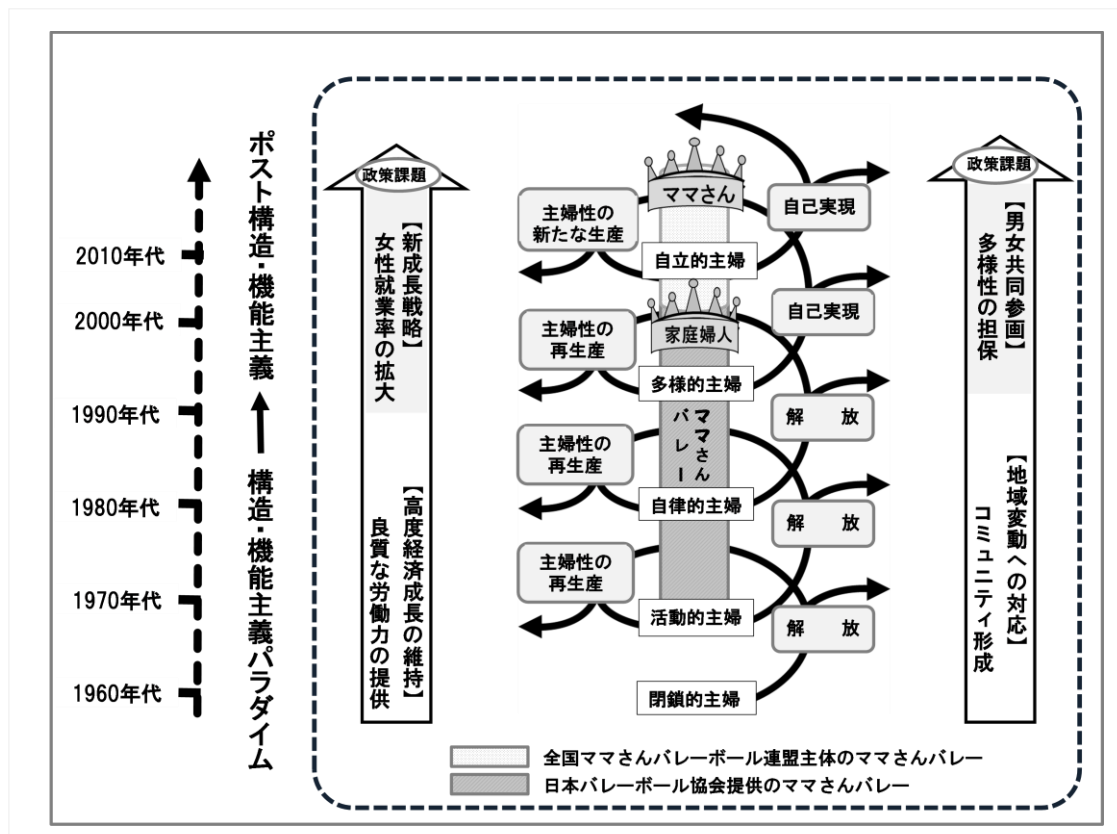 2010年代
2000年代
1990年代
1980年代
1970年代
1960年代
ポスト構造・機能主義
構造・機能主義パラダイム
政策課題
【新成長戦略】
女性就業率の拡大
【高度経済成長の維持】
良質な労働力の提供
ママさん
主婦性の
新たな生産
自己実現
自立的主婦
家庭婦人
主婦性の
再生産
自己実現
多様的主婦
ママさん
バレー
解　放
主婦性の
再生産
自律的主婦
解　放
主婦性の
再生産
活動的主婦
解　放
閉鎖的主婦
政策課題
【男女共同参画】
多様性の担保
【地域変動への対応】
コミュニティ形成
全国ママさんバレーボール連盟主体のママさんバレー
日本バレーボール協会提供のママさんバレー